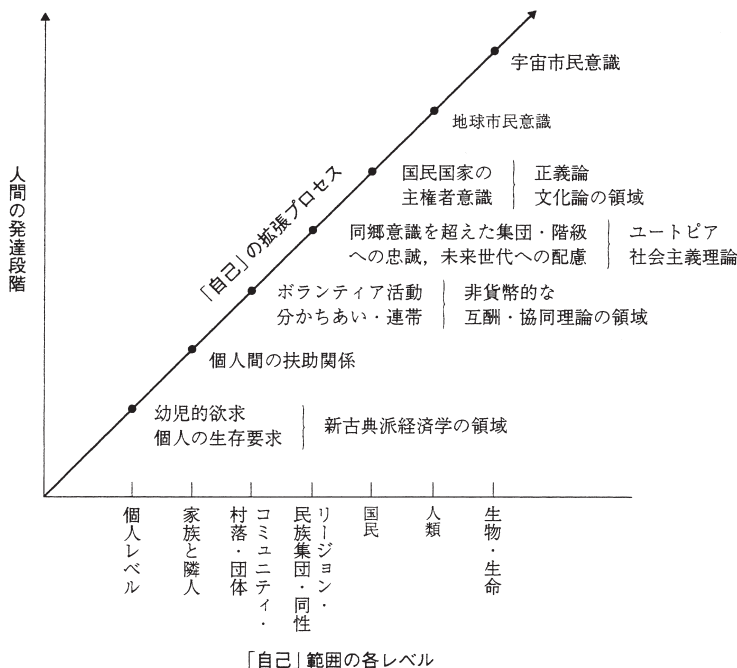 宇宙市民意識
地球市民意識
国民国家の
主権者意識
正義論
文化論の領域
同郷意識を超えた集団・階級
への忠誠，未来世代への配慮
ユートピア
社会主義理論
ボランティア活動
分かちあい・連帯
非貨幣的な
互酬・協同理論の領域
個人間の扶助関係
幼児的欲求
個人の生存要求
新古典派経済学の領域
「自己」の拡張プロセス
人間の発達段階
個人レベル
家族と隣人
コミュニティ・
村落・団体
リージョン・
民族集団・同性
国民
人類
生物・生命
「自己」範囲の各レベル